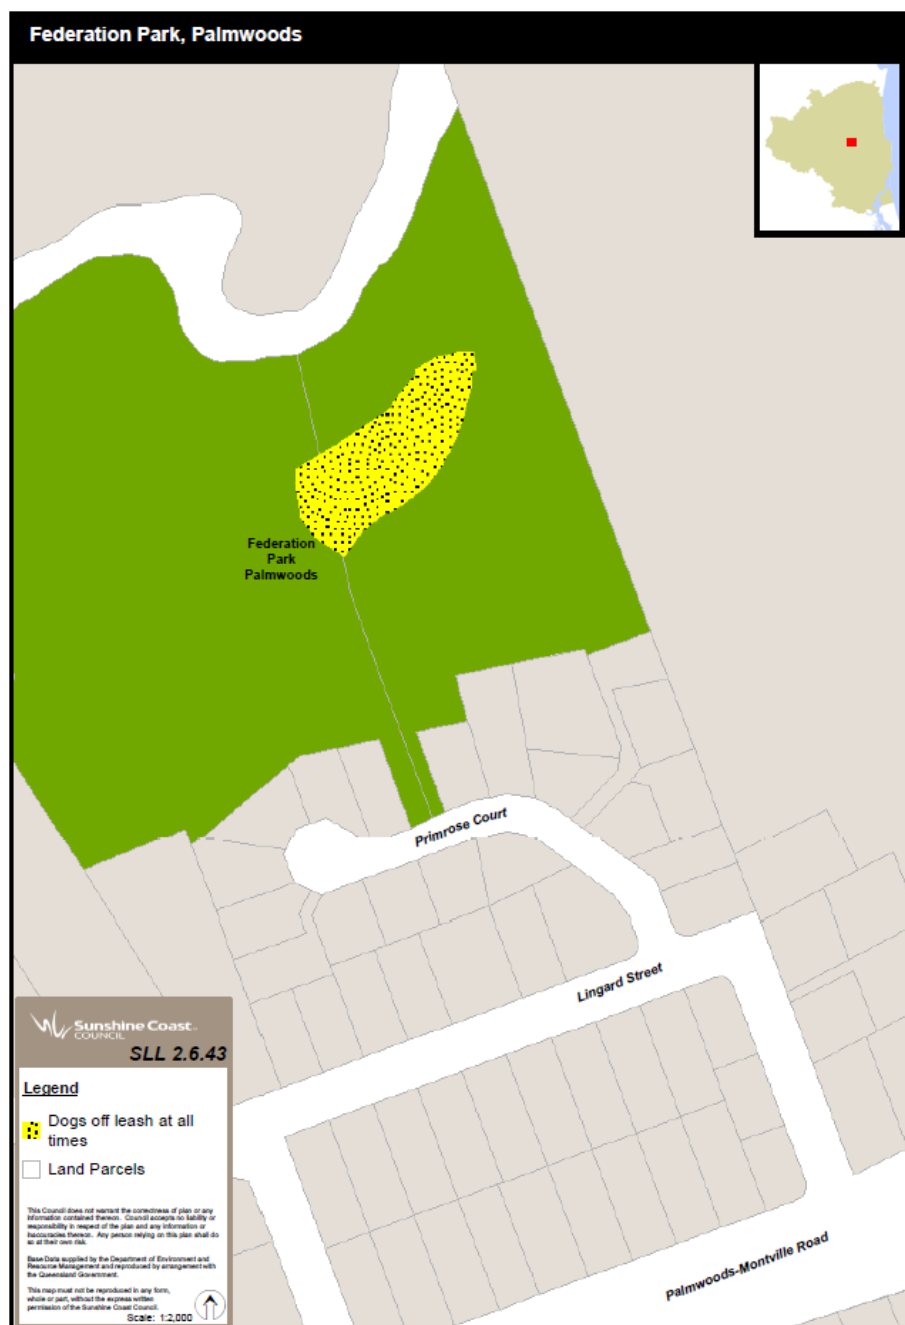 Federation Park, Palmwoods
Federation
Park
Palmwoods
Primrose Court
Lingard Street
Palmwoods-Montville Road
Sunshine Coast
COUNCIL
SLL 2.6.43
Legend
Dogs off leash at all
times
Land Parcels
This Council does not warrant the correctness of plan or any
information contained thereon. Council accepts no liability or
responsibility in respect of the plan and any information or
inaccuracies thereon. Any person relying on this plan shall do
so at their own risk.
Base Data supplied by the Department of Environment and
Resource Management and reproduced by arrangement with
the Queensland Government.
This map must not be reproduced in any form,
whole or part, without the express written
permission of the Sunshine Coast Council.
Scale: 1:2,000